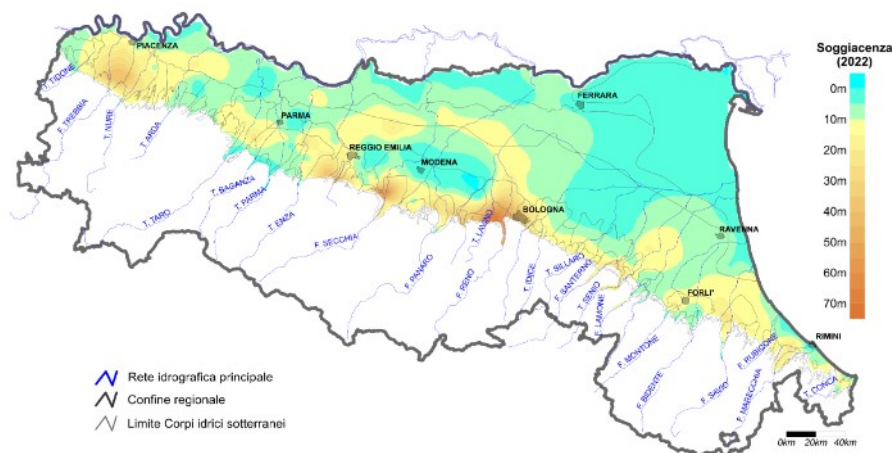 Soggiacenza
(2022)
0m
10m
20m
30m
40m
50m
60m
70m
PIACENZA
PARMA
REGGIO EMILIA
MODENA
FERRARA
BOLOGNA
RAVENNA
FORLI'
RIMINI
T. TIDONE
F. TREBBIA
T. NURE
T. ARDA
T. TARO
T. BAGANZA
T. PARMA
T. ENZA
F. SECCHIA
F. PANARO
F. RENO
T. LAVINO
T. IDICE
T. SILLARO
F. SANTERNO
T. SENIO
F. LAMONE
F. MONTONE
F. BIDENTE
F. SAVIO
F. RUBICONE
F. MARECCHIA
T. CONCA
Rete idrografica principale
Confine regionale
Limite Corpi idrici sotterranei
0km 20km 40km